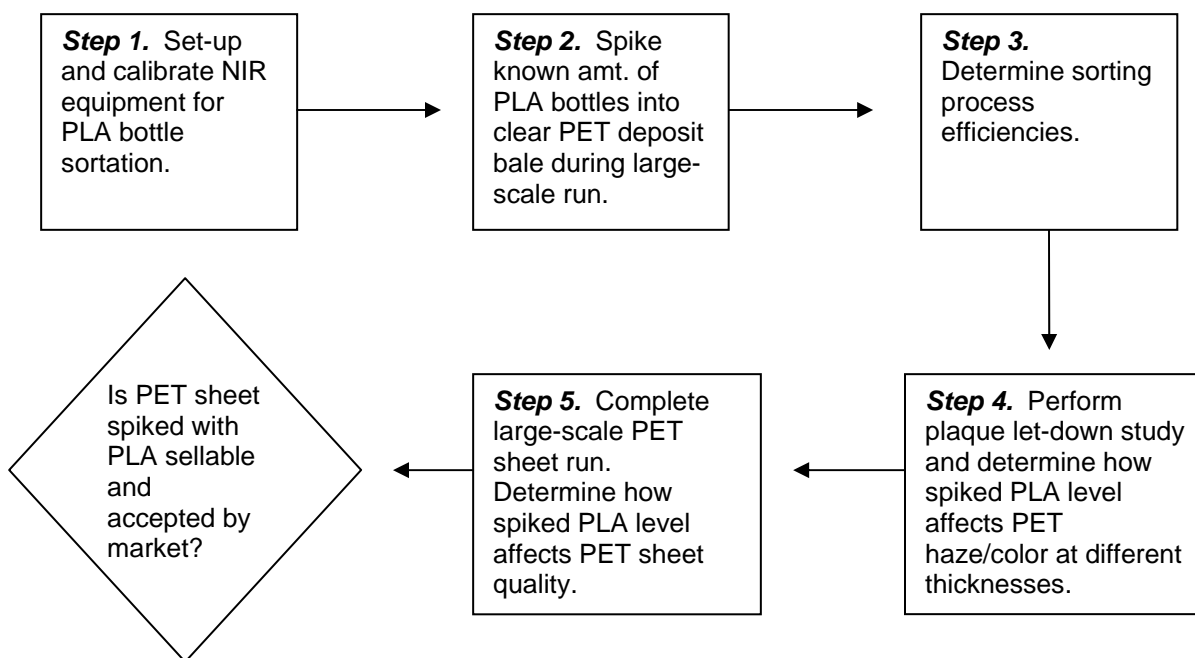 Step 1. Set-up
and calibrate NIR
equipment for
PLA bottle
sortation.
Step 2. Spike
known amt. of
PLA bottles into
clear PET deposit
bale during large-
scale run.
Step 3.
Determine sorting
process
efficiencies.
Step 4. Perform
plaque let-down
study and determine how
spiked PLA level
affects PET
haze/color at different
thicknesses.
Step 5. Complete
large-scale PET
sheet run.
Determine how
spiked PLA level
affects PET sheet
quality.
Is PET sheet
spiked with
PLA sellable
and
accepted by
market?